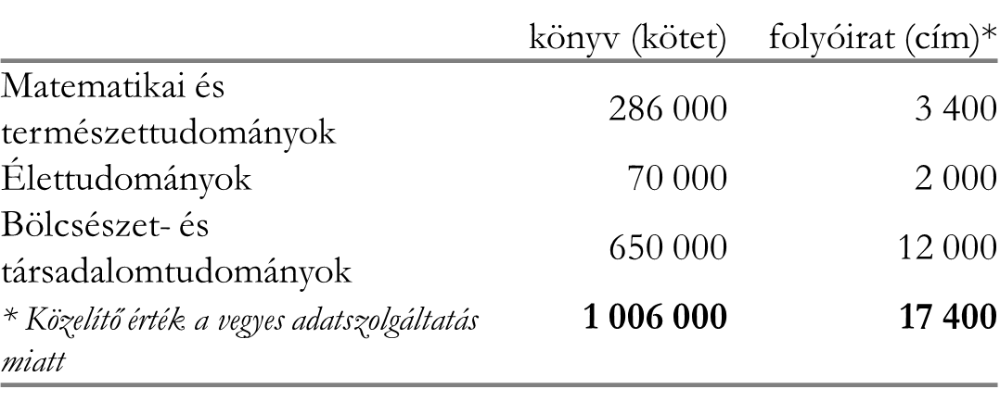 könyv (kötet) folyóirat (cím)*
Matematikai és
természettudományok 286 000 3 400
Élettudományok 70 000 2 000
Bölcsészet- és
társadalomtudományok 650 000 12 000
* Közelítő érték a vegyes adatszolgáltatás 1 006 000 17 400
miatt